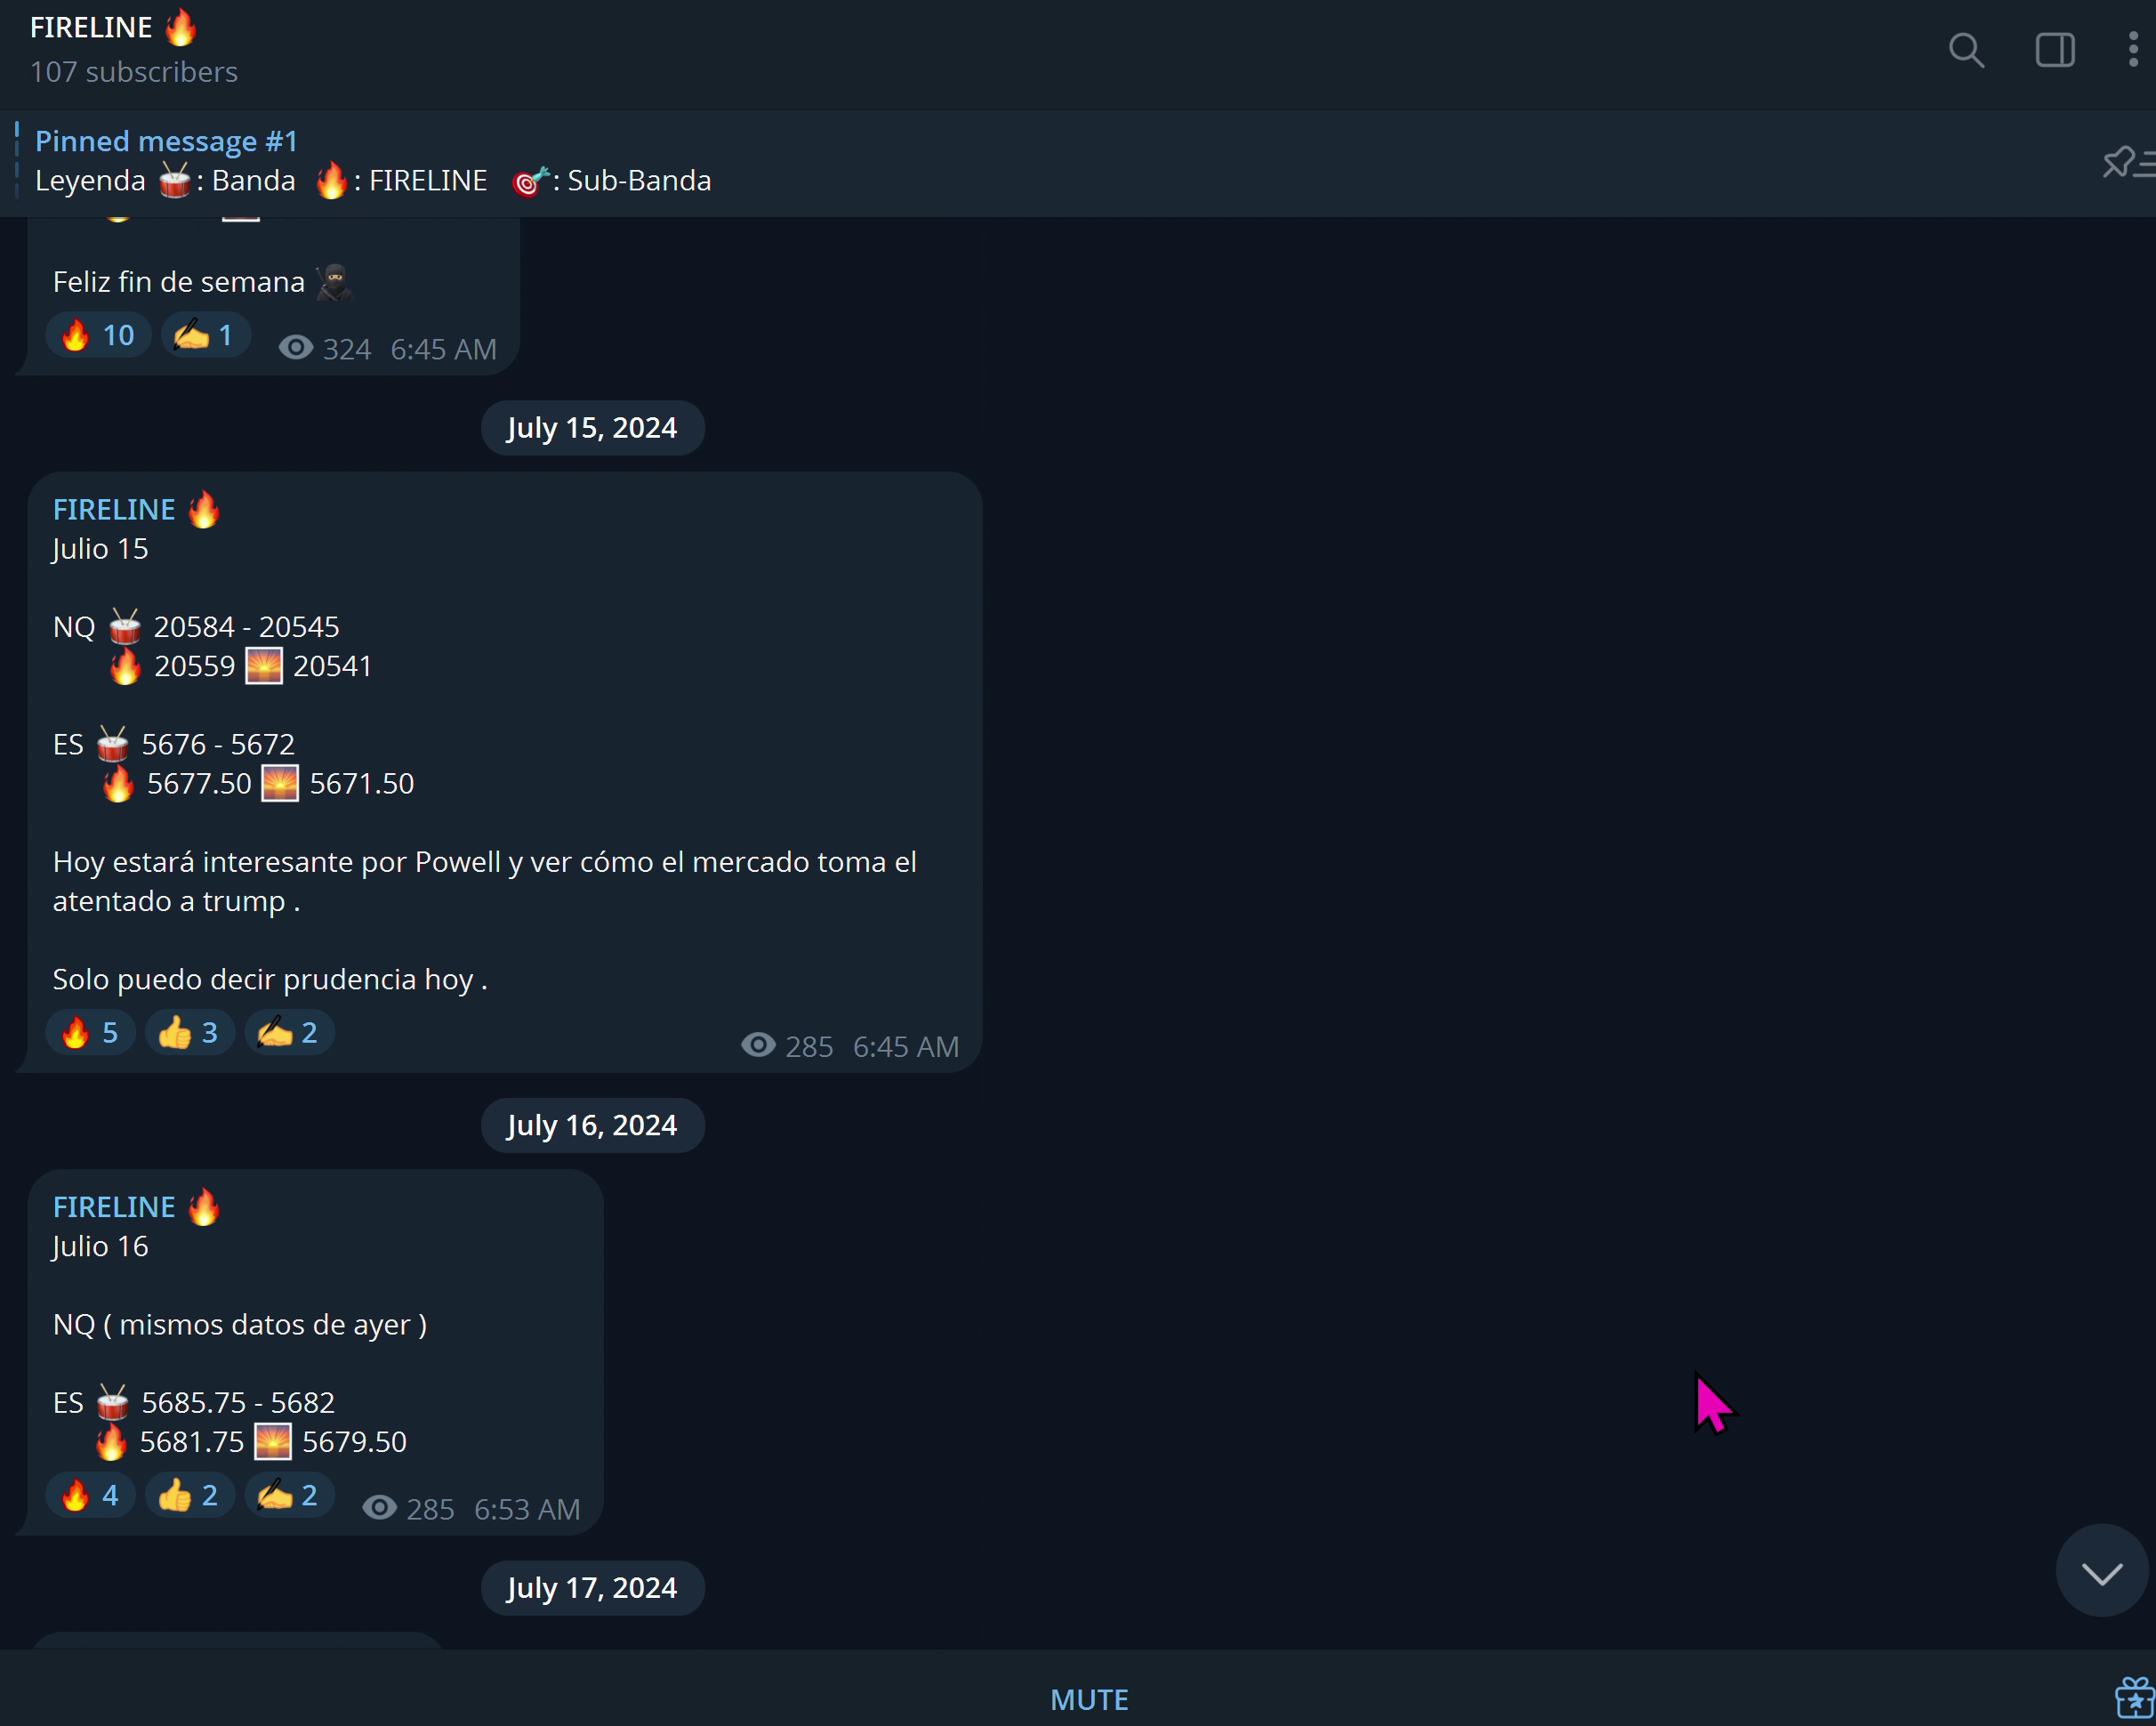 FIRELINE 🔥
107 subscribers
Pinned message #1
Leyenda 🥁: Banda 🔥: FIRELINE 🎯: Sub-Banda
Feliz fin de semana 🥷🏿
🔥 10 ✍️ 1 324 6:45 AM
July 15, 2024
FIRELINE 🔥
Julio 15
NQ 🥁 20584 - 20545
🔥 20559 🌅 20541
ES 🥁 5676 - 5672
🔥 5677.50 🌅 5671.50
Hoy estará interesante por Powell y ver cómo el mercado toma el
atentado a trump .
Solo puedo decir prudencia hoy .
🔥 5 👍 3 ✍️ 2 285 6:45 AM
July 16, 2024
FIRELINE 🔥
Julio 16
NQ ( mismos datos de ayer )
ES 🥁 5685.75 - 5682
🔥 5681.75 🌅 5679.50
🔥 4 👍 2 ✍️ 2 285 6:53 AM
July 17, 2024
MUTE